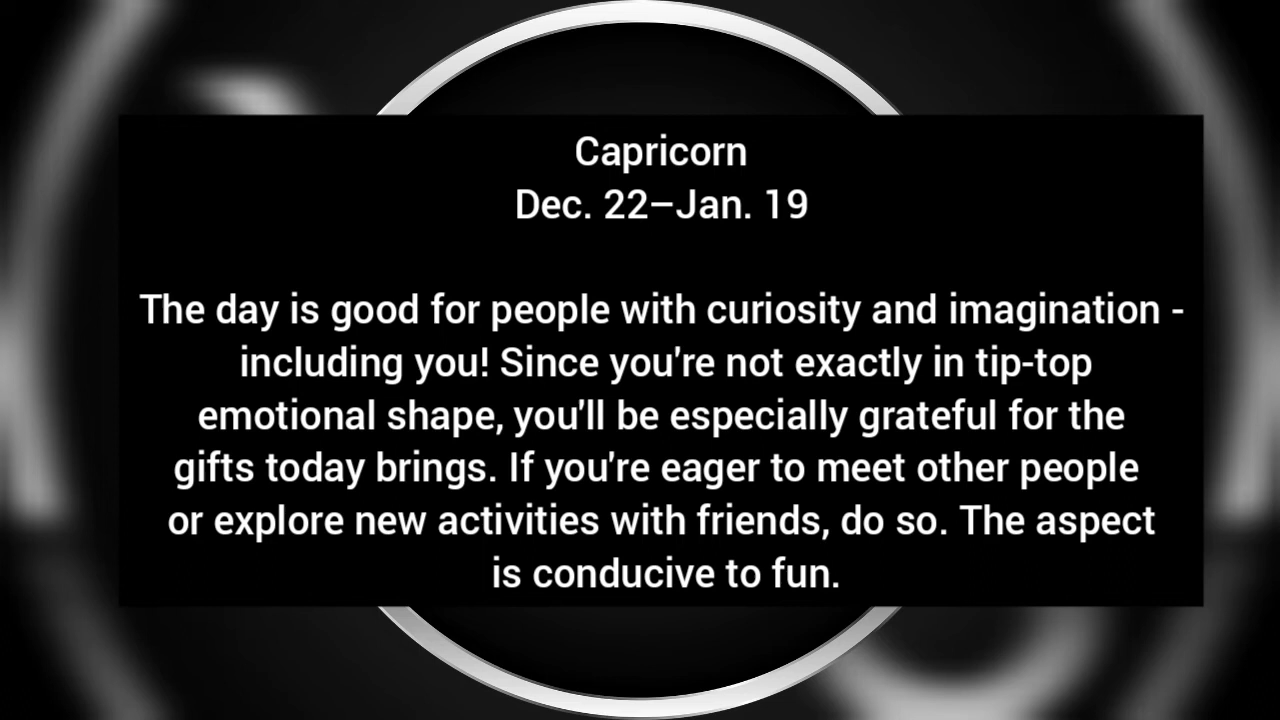 Capricorn
Dec. 22–Jan. 19
The day is good for people with curiosity and imagination -
including you! Since you're not exactly in tip-top
emotional shape, you'll be especially grateful for the
gifts today brings. If you're eager to meet other people
or explore new activities with friends, do so. The aspect
is conducive to fun.